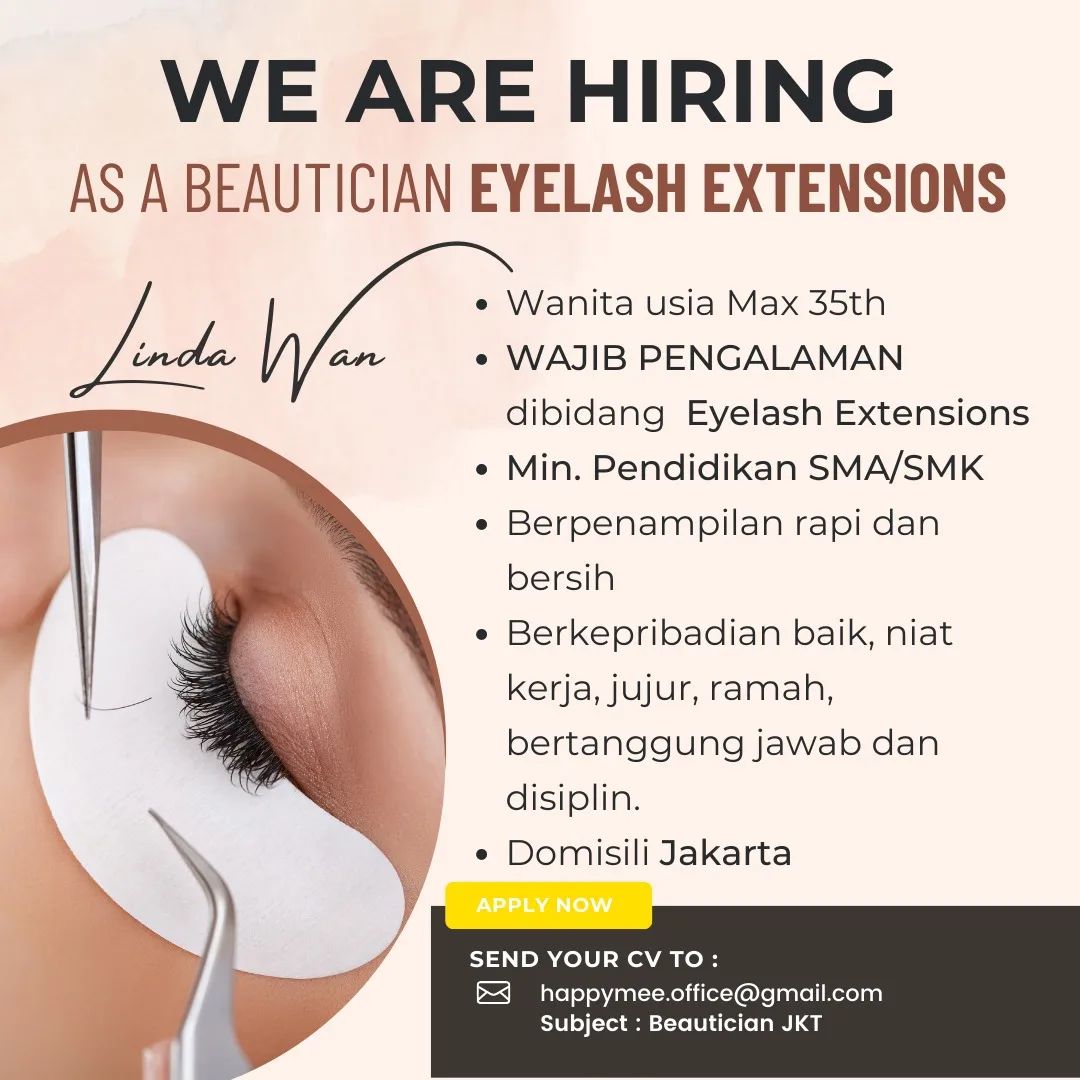 WE ARE HIRING
AS A BEAUTICIAN EYELASH EXTENSIONS
Linda Wan
• Wanita usia Max 35th
• WAJIB PENGALAMAN
dibidang Eyelash Extensions
• Min. Pendidikan SMA/SMK
• Berpenampilan rapi dan
bersih
• Berkepribadian baik, niat
kerja, jujur, ramah,
bertanggung jawab dan
disiplin.
• Domisili Jakarta
APPLY NOW
SEND YOUR CV TO :
happymee.office@gmail.com
Subject : Beautician JKT